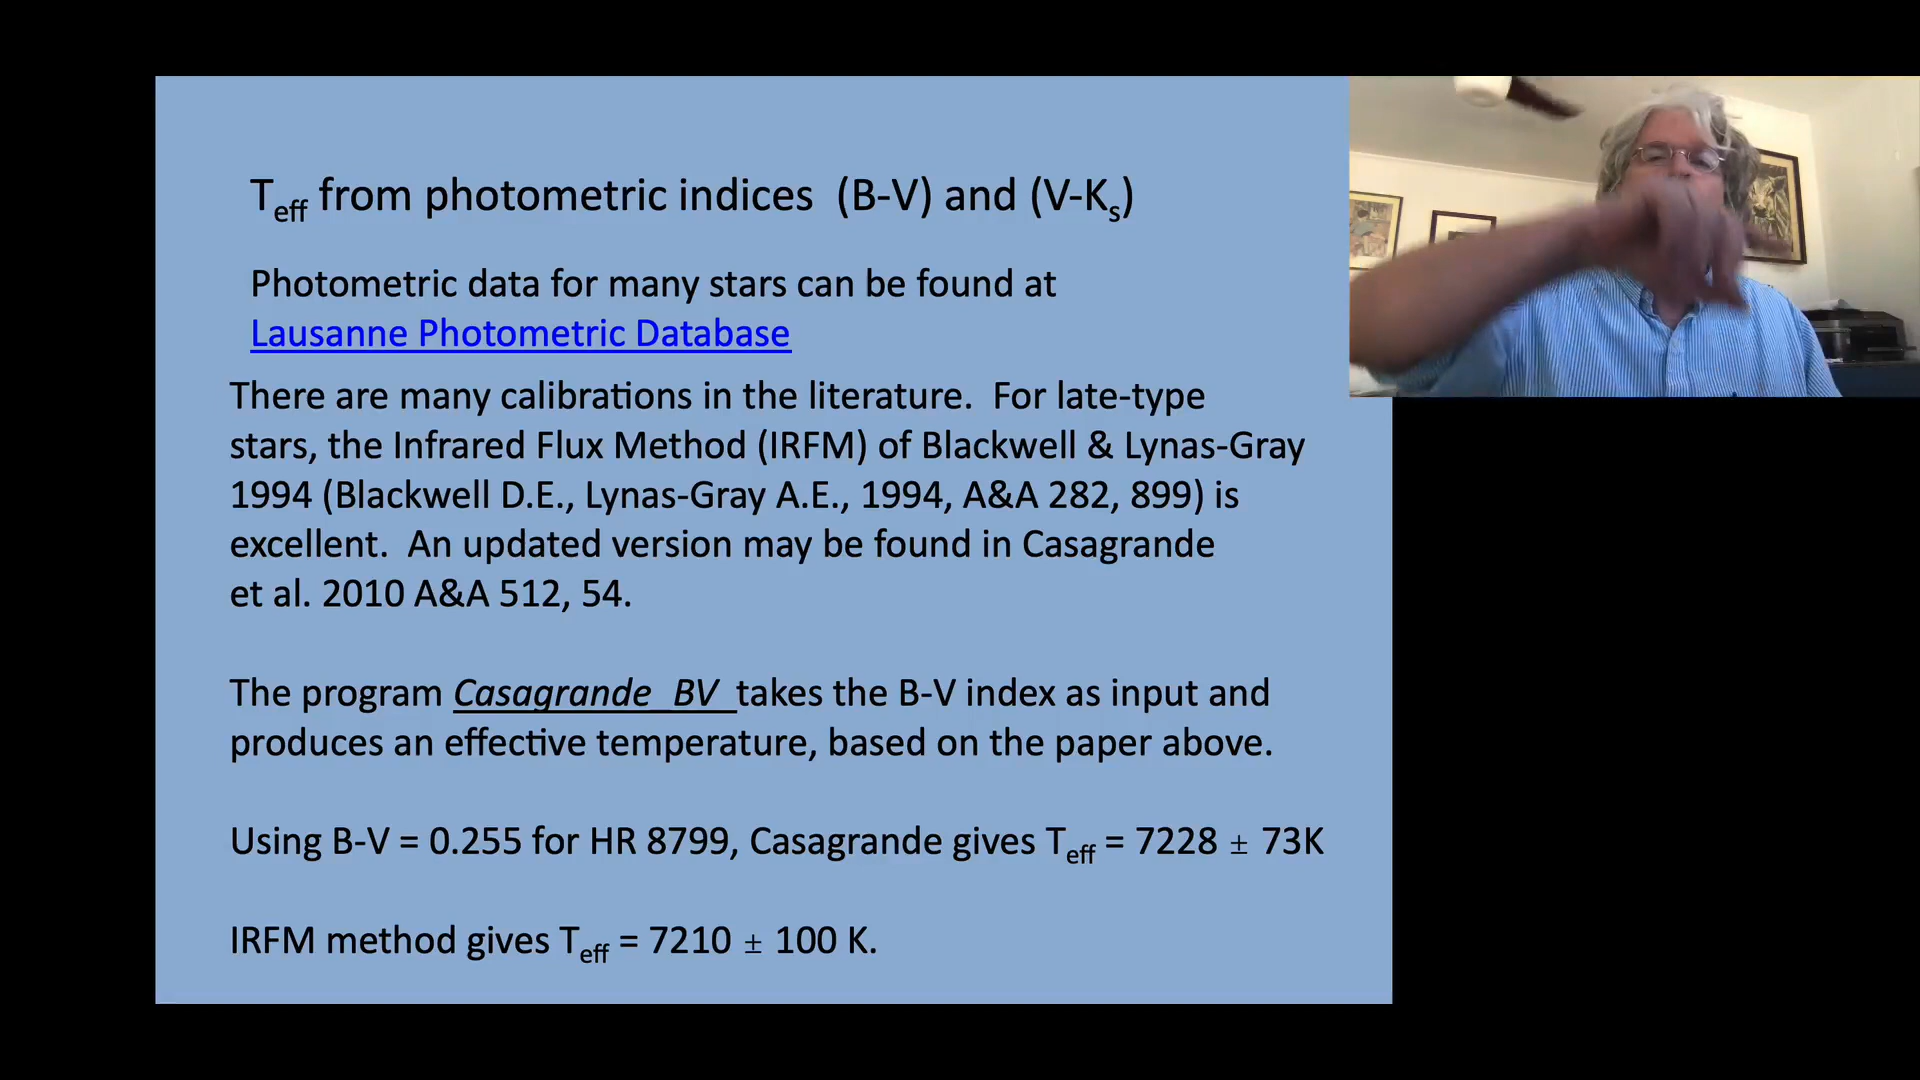 Teff from photometric indices (B-V) and (V-Ks)
Photometric data for many stars can be found at
Lausanne Photometric Database
There are many calibrations in the literature. For late-type
stars, the Infrared Flux Method (IRFM) of Blackwell & Lynas-Gray
1994 (Blackwell D.E., Lynas-Gray A.E., 1994, A&A 282, 899) is
excellent. An updated version may be found in Casagrande
et al. 2010 A&A 512, 54.
The program Casagrande_BV takes the B-V index as input and
produces an effective temperature, based on the paper above.
Using B-V = 0.255 for HR 8799, Casagrande gives Teff = 7228 ± 73K
IRFM method gives Teff = 7210 ± 100 K.